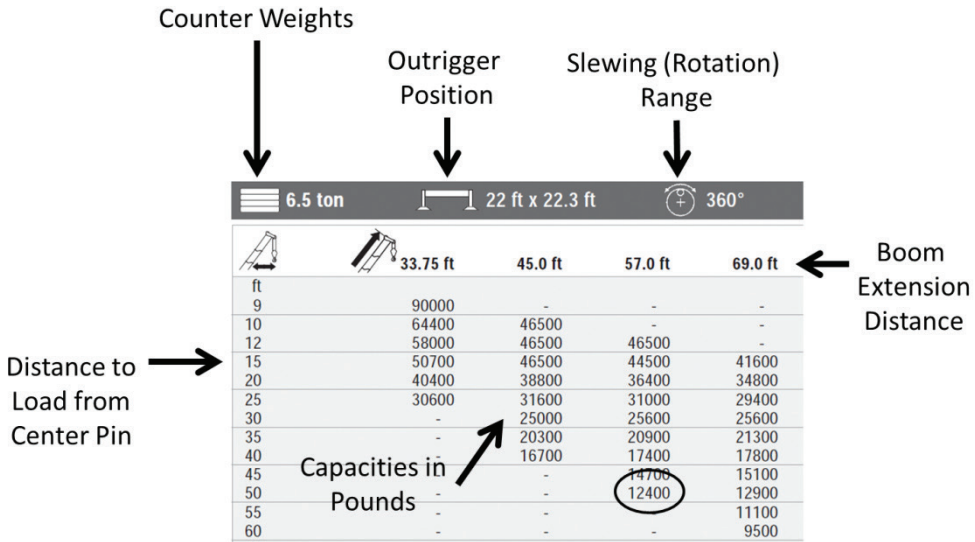 Counter Weights
Outrigger
Position
Slewing (Rotation)
Range
6.5 ton 22 ft x 22.3 ft 360°
33.75 ft 45.0 ft 57.0 ft 69.0 ft
Boom
Extension
Distance
ft
9 90000 - - -
10 64400 46500 - -
12 58000 46500 46500 -
15 50700 46500 44500 41600
20 40400 38800 36400 34800
25 30600 31600 31000 29400
30 - 25000 25600 25600
35 - 20300 20900 21300
40 - 16700 17400 17800
45 - - 14700 15100
50 - - 12400 12900
55 - - - 11100
60 - - - 9500
Distance to
Load from
Center Pin
Capacities in
Pounds